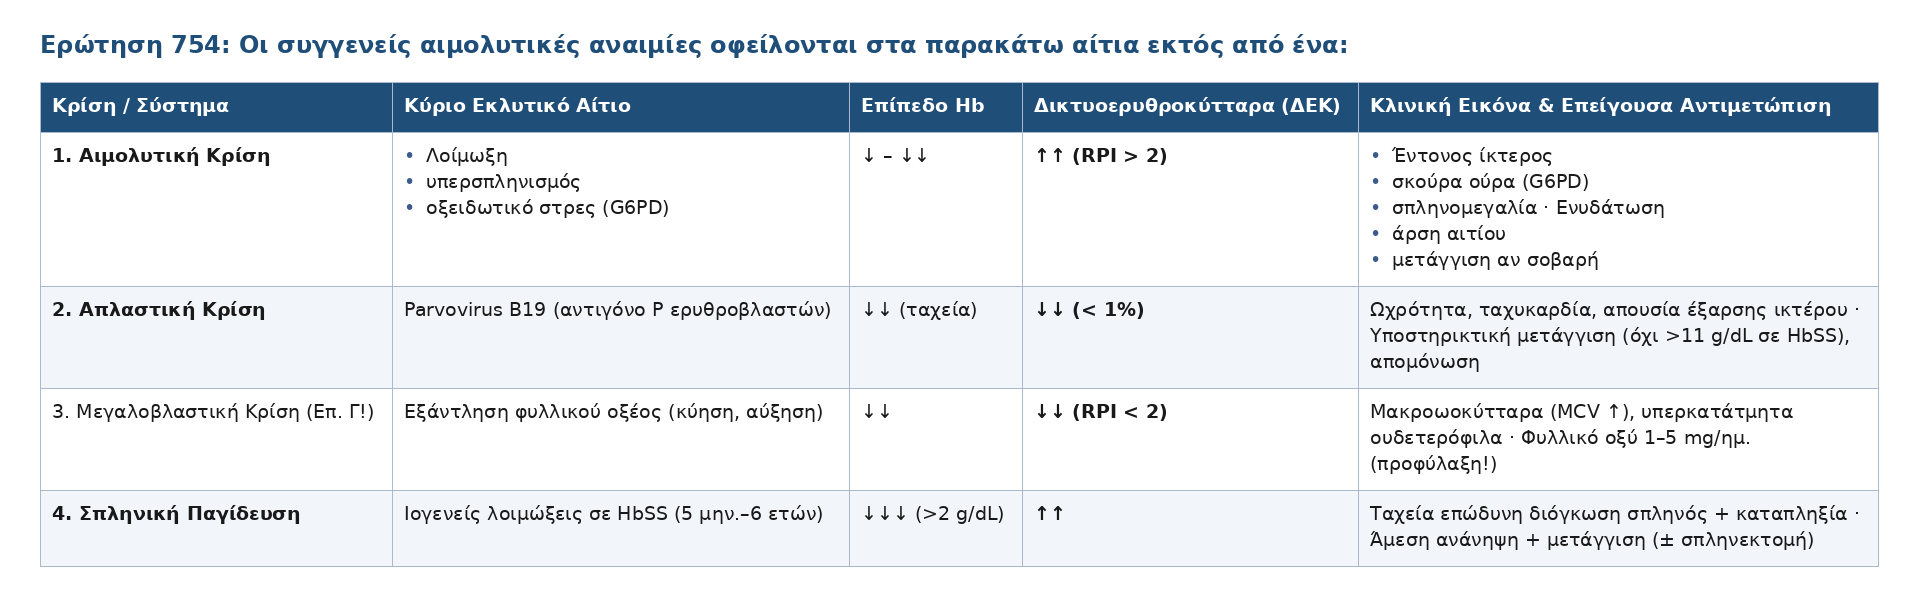 Ερώτηση 754: Οι συγγενείς αιμολυτικές αναιμίες οφείλονται στα παρακάτω αίτια εκτός από ένα:
Κρίση / Σύστημα
Κύριο Εκλυτικό Αίτιο
Επίπεδο Hb
Δικτυοερυθροκύτταρα (ΔΕΚ)
Κλινική Εικόνα & Επείγουσα Αντιμετώπιση
1. Αιμολυτική Κρίση
• Λοίμωξη
• υπερσπληνισμός
• οξειδωτικό στρες (G6PD)
↓ – ↓↓
↑↑ (RPI > 2)
• Έντονος ίκτερος
• σκούρα ούρα (G6PD)
• σπληνομεγαλία · Ενυδάτωση
• άρση αιτίου
• μετάγγιση αν σοβαρή
2. Απλαστική Κρίση
Parvovirus B19 (αντιγόνο P ερυθροβλαστών)
↓↓ (ταχεία)
↓↓ (< 1%)
Ωχρότητα, ταχυκαρδία, απουσία έξαρσης ικτέρου ·
Υποστηρικτική μετάγγιση (όχι >11 g/dL σε HbSS),
απομόνωση
3. Μεγαλοβλαστική Κρίση (Επ. Γ!)
Εξάντληση φυλλικού οξέος (κύηση, αύξηση)
↓↓
↓↓ (RPI < 2)
Μακροωοκύτταρα (MCV ↑), υπερκατάτμητα
ουδετερόφιλα · Φυλλικό οξύ 1–5 mg/ημ.
(προφύλαξη!)
4. Σπληνική Παγίδευση
Ιογενείς λοιμώξεις σε HbSS (5 μην.–6 ετών)
↓↓↓ (>2 g/dL)
↑↑
Ταχεία επώδυνη διόγκωση σπληνός + καταπληξία ·
Άμεση ανάνηψη + μετάγγιση (± σπληνεκτομή)